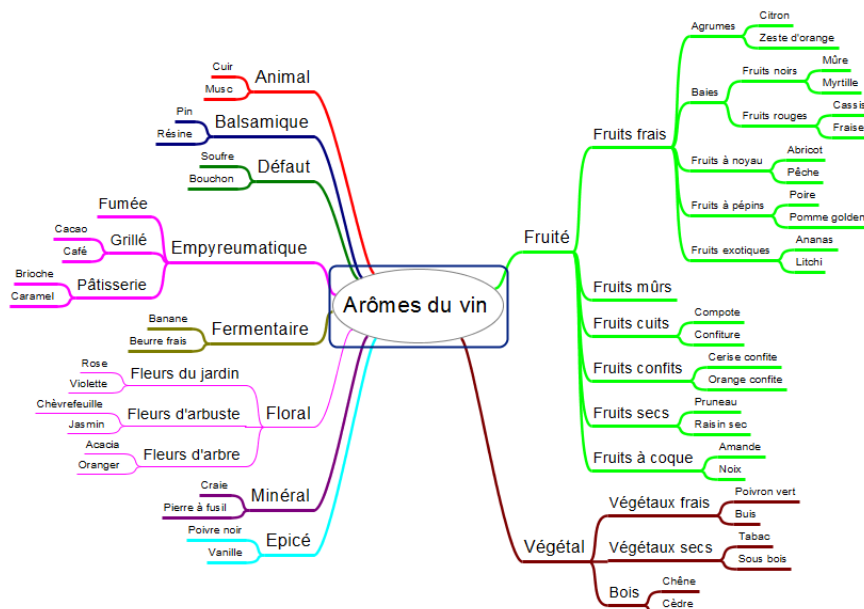 Arômes du vin
Animal
Cuir
Musc
Balsamique
Pin
Résine
Défaut
Soufre
Bouchon
Empyreumatique
Fumée
Grillé
Cacao
Café
Pâtisserie
Brioche
Caramel
Fermentaire
Banane
Beurre frais
Floral
Fleurs du jardin
Rose
Violette
Fleurs d'arbuste
Chèvrefeuille
Jasmin
Fleurs d'arbre
Acacia
Oranger
Minéral
Craie
Pierre à fusil
Epicé
Poivre noir
Vanille
Fruité
Fruits frais
Agrumes
Citron
Zeste d'orange
Baies
Fruits noirs
Mûre
Myrtille
Fruits rouges
Cassis
Fraise
Fruits à noyau
Abricot
Pêche
Fruits à pépins
Poire
Pomme golden
Fruits exotiques
Ananas
Litchi
Fruits mûrs
Fruits cuits
Compote
Confiture
Fruits confits
Cerise confite
Orange confite
Fruits secs
Pruneau
Raisin sec
Fruits à coque
Amande
Noix
Végétal
Végétaux frais
Poivron vert
Buis
Végétaux secs
Tabac
Sous bois
Bois
Chêne
Cèdre